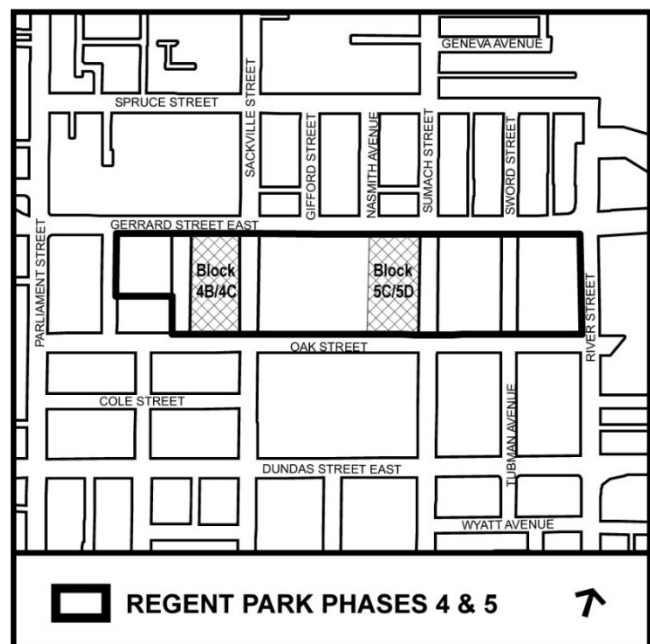 GENEVA AVENUE
SPRUCE STREET
SACKVILLE STREET
GIFFORD STREET
NASMITH AVENUE
SUMACH STREET
SWORD STREET
GERRARD STREET EAST
PARLIAMENT STREET
Block
4B/4C
Block
5C/5D
RIVER STREET
OAK STREET
COLE STREET
TUBMAN AVENUE
DUNDAS STREET EAST
WYATT AVENUE
REGENT PARK PHASES 4 & 5